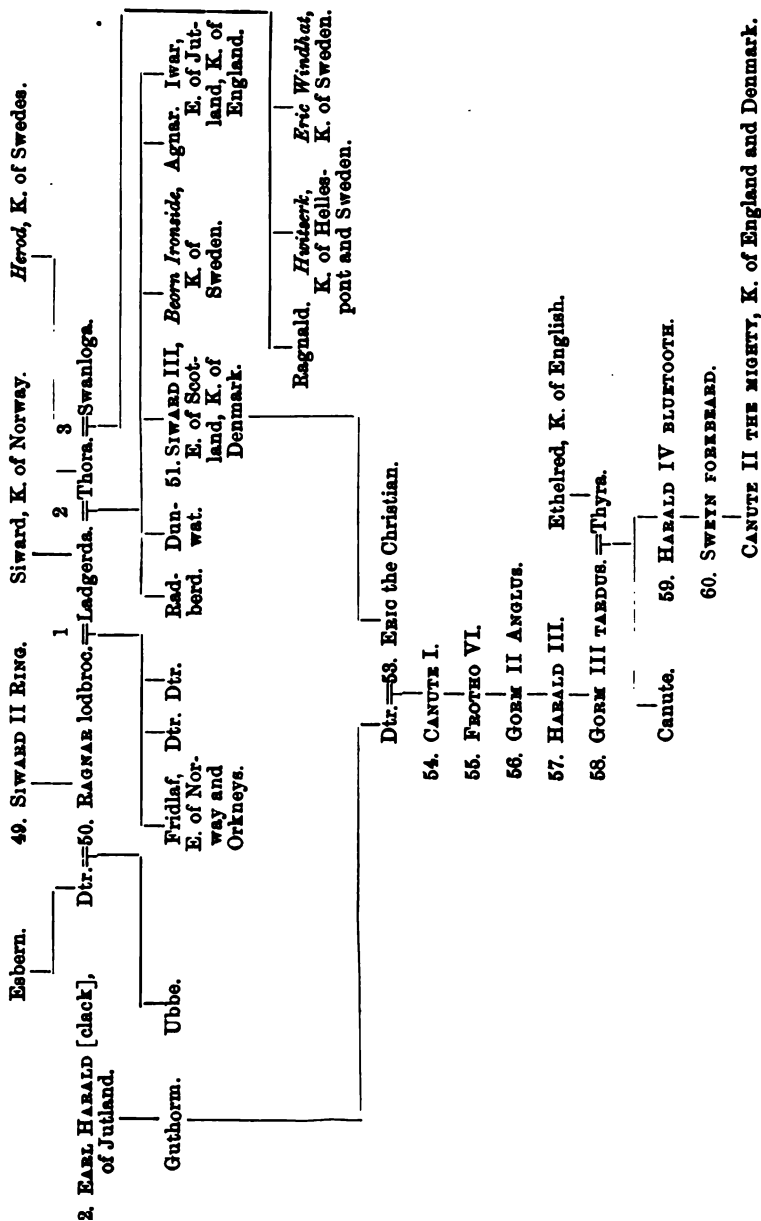 Esbern.
49. SIWARD II RING.
Siward, K. of Norway.
Herod, K. of Swedes.
2. EARL HARALD [clack],
of Jutland.
Dtr.=50. RAGNAR lodbroc.=Ladgerda.=Thora.=Swanloga.
1 2 3
Guthorm.
Ubbe.
Fridlaf,
E. of Nor-
way and
Orkneys.
Dtr.
Dtr.
Rad-
berd.
Dun-
wat.
51. SIWARD III,
E. of Scot-
land, K. of
Denmark.
Beorn Ironside,
K. of
Sweden.
Agnar.
Iwar,
E. of Jut-
land, K. of
England.
Ragnald.
Hwitserk,
K. of Helles-
pont and Sweden.
Eric Windhat,
K. of Sweden.
Dtr.=53. ERIC the Christian.
54. CANUTE I.
55. FROTHO VI.
56. GORM II ANGLUS.
57. HARALD III.
Ethelred, K. of English.
58. GORM III TARDUS.=Thyra.
Canute.
59. HARALD IV BLUETOOTH.
60. SWEYN FORKBEARD.
CANUTE II THE MIGHTY, K. of England and Denmark.